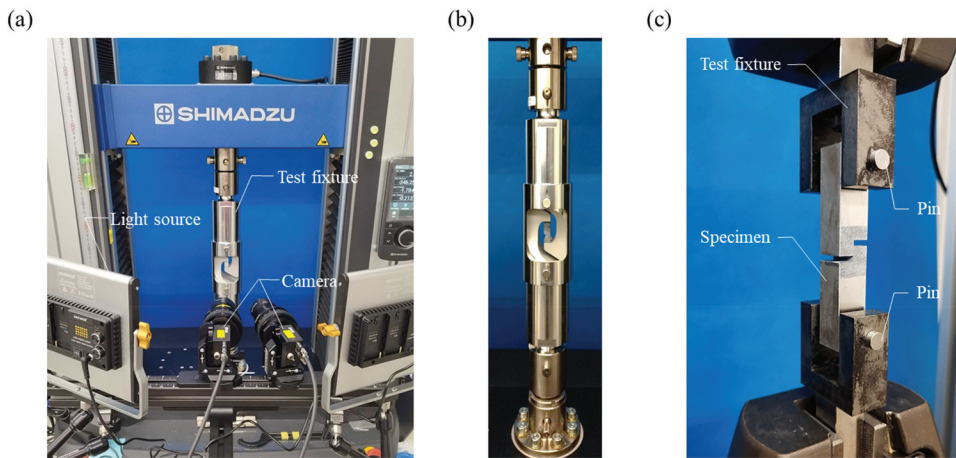 (a)
(b)
(c)
SHIMADZU
Test fixture
Light source
Camera
Test fixture
Pin
Specimen
Pin